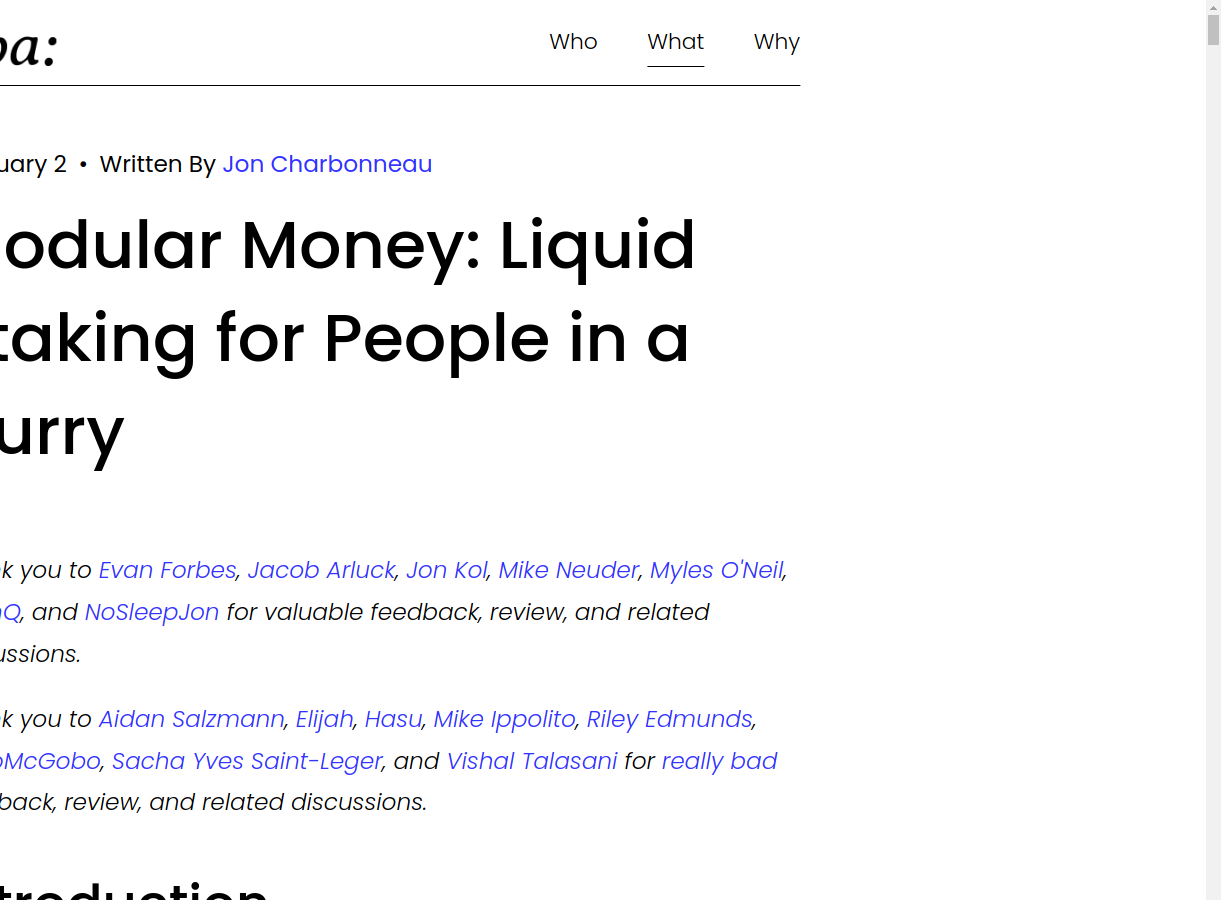 a:
Who What Why
uary 2 • Written By Jon Charbonneau
odular Money: Liquid
taking for People in a
urry
k you to Evan Forbes, Jacob Arluck, Jon Kol, Mike Neuder, Myles O'Neil,
Q, and NoSleepJon for valuable feedback, review, and related
ussions.
k you to Aidan Salzmann, Elijah, Hasu, Mike Ippolito, Riley Edmunds,
oMcGobo, Sacha Yves Saint-Leger, and Vishal Talasani for really bad
back, review, and related discussions.
troduction